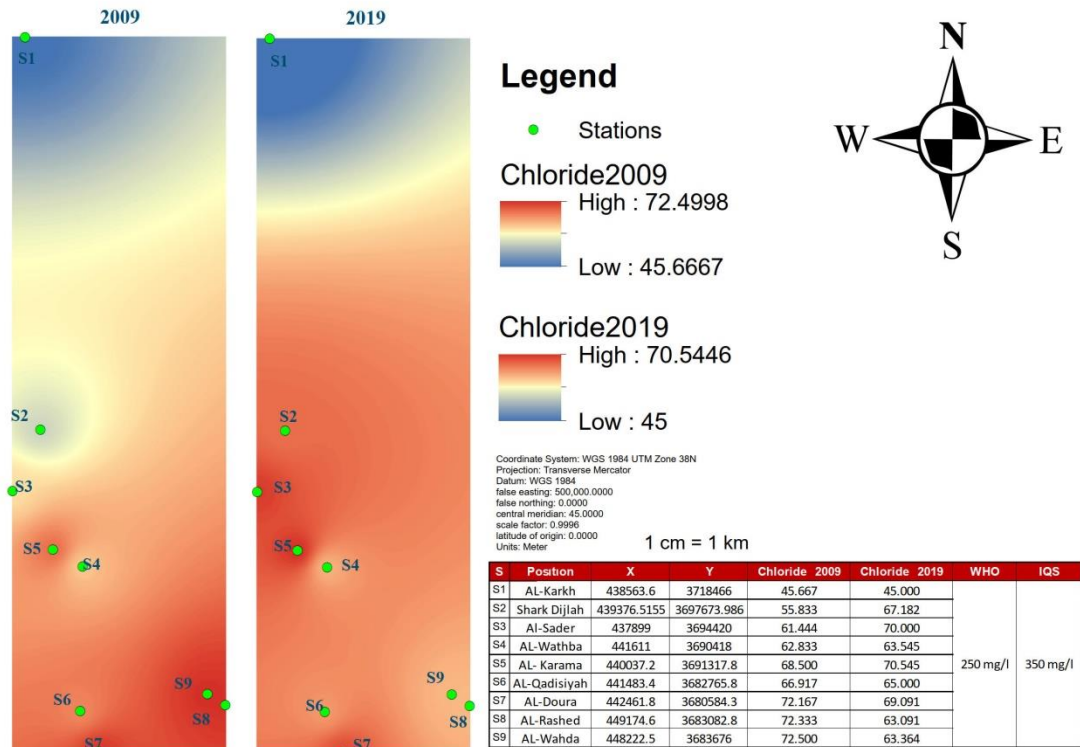 2009
2019
S1
S1
S2
S2
S3
S3
S5
S4
S5
S4
S9
S9
S6
S8
S6
S8
S7
S7
Legend
Stations
Chloride2009
High : 72.4998
Low : 45.6667
Chloride2019
High : 70.5446
Low : 45
N
W
E
S
Coordinate System: WGS 1984 UTM Zone 38N
Projection: Transverse Mercator
Datum: WGS 1984
false easting: 500,000.0000
false northing: 0.0000
central meridian: 45.0000
scale factor: 0.9996
latitude of origin: 0.0000
Units: Meter
1 cm = 1 km
S Position X Y Chloride 2009 Chloride 2019 WHO IQS
S1 AL-Karkh 438563.6 3718466 45.667 45.000
S2 Shark Dijlah 439376.5155 3697673.986 55.833 67.182
S3 Al-Sader 437899 3694420 61.444 70.000
S4 AL-Wathba 441611 3690418 62.833 63.545
S5 AL- Karama 440037.2 3691317.8 68.500 70.545 250 mg/l 350 mg/l
S6 AL-Qadisiyah 441483.4 3682765.8 66.917 65.000
S7 AL-Doura 442461.8 3680584.3 72.167 69.091
S8 AL-Rashed 449174.6 3683082.8 72.333 63.091
S9 AL-Wahda 448222.5 3683676 72.500 63.364